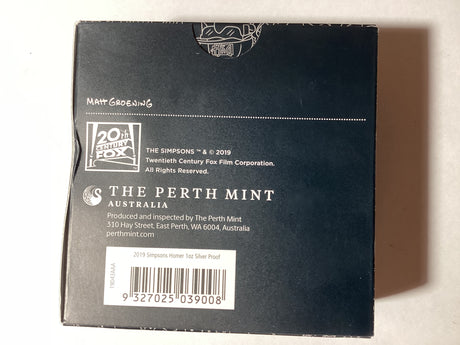 MATT GROENING
20th
CENTURY
FOX
THE SIMPSONS ™ & © 2019
Twentieth Century Fox Film Corporation.
All Rights Reserved.
THE PERTH MINT
AUSTRALIA
Produced and inspected by The Perth Mint
310 Hay Street, East Perth, WA 6004, Australia
perthmint.com
2019 Simpsons Homer 1oz Silver Proof
9 327025 039008